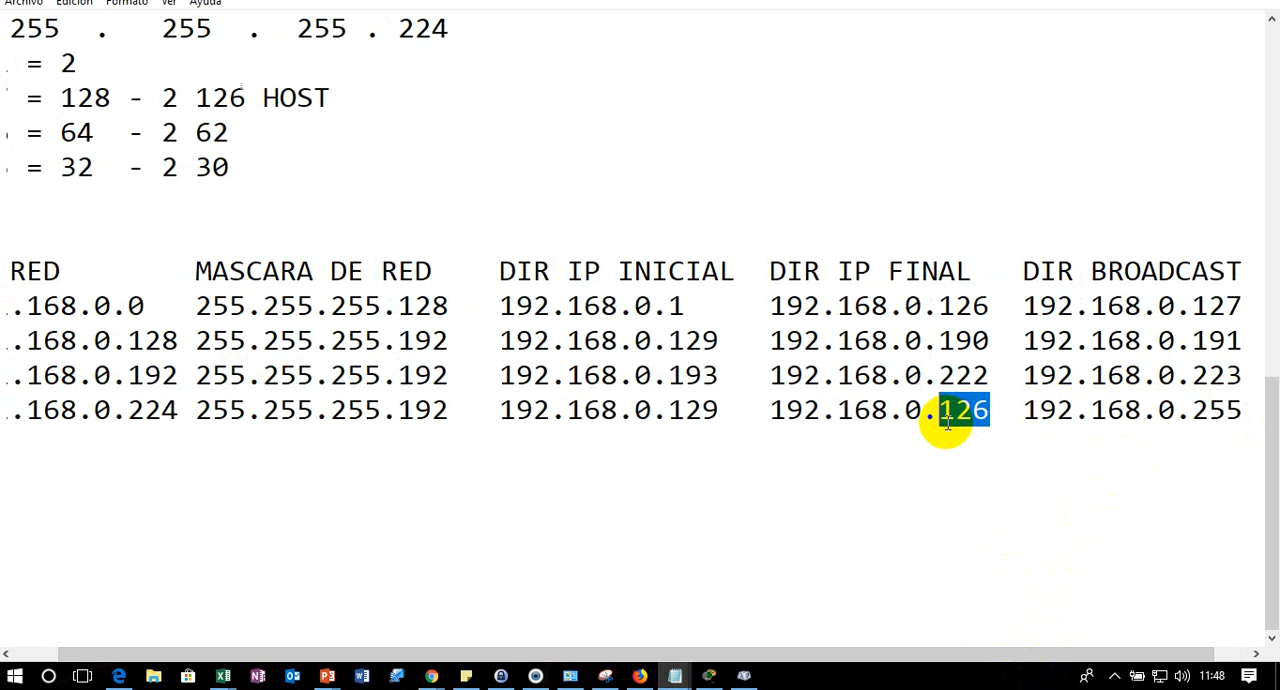 Archivo Edición Formato Ver Ayuda
255 . 255 . 255 . 224
= 2
= 128 - 2 126 HOST
= 64 - 2 62
= 32 - 2 30
RED MASCARA DE RED DIR IP INICIAL DIR IP FINAL DIR BROADCAST
.168.0.0 255.255.255.128 192.168.0.1 192.168.0.126 192.168.0.127
.168.0.128 255.255.255.192 192.168.0.129 192.168.0.190 192.168.0.191
.168.0.192 255.255.255.192 192.168.0.193 192.168.0.222 192.168.0.223
.168.0.224 255.255.255.192 192.168.0.129 192.168.0.126 192.168.0.255
11:48